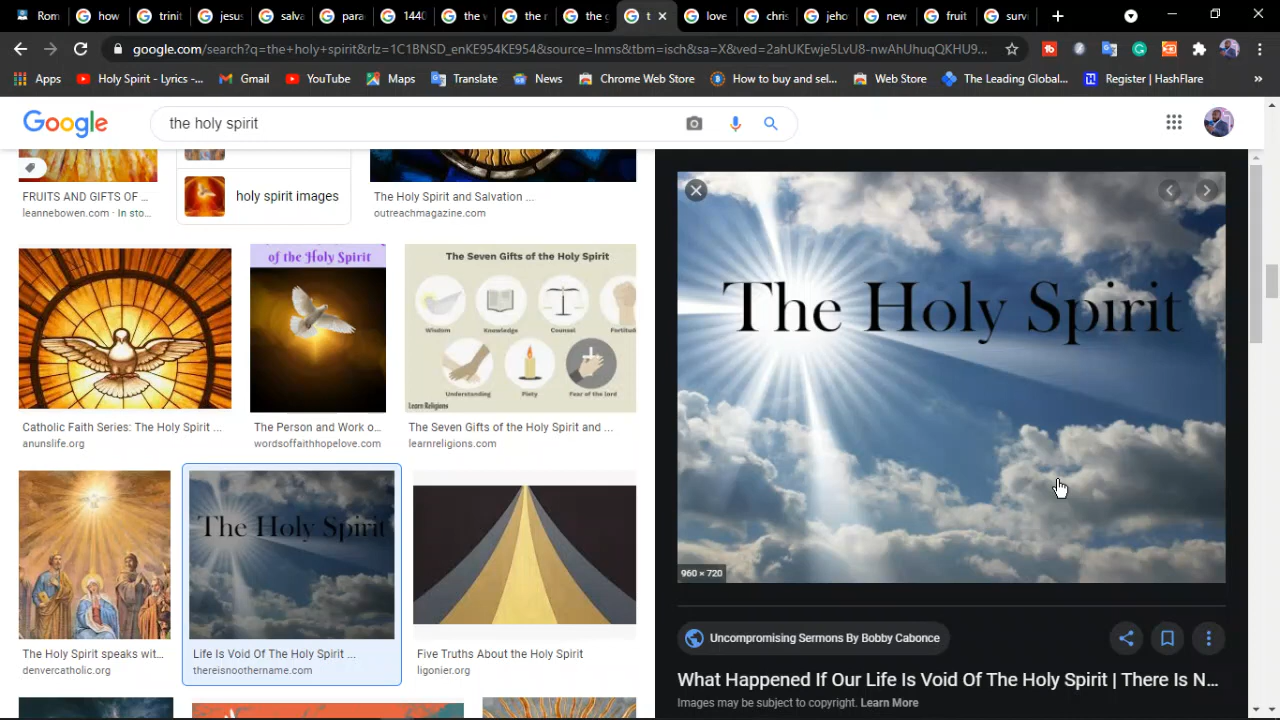 Rom
how
trinit
jesus
salva
para
1440
the v
the r
the g
t
love
chris
jeho
new
fruit
survi
google.com/search?q=the+holy+spirit&rlz=1C1BNSD_enKE954KE954&source=lnms&tbm=isch&sa=X&ved=2ahUKEwje5LvU8-nwAhUhuqQKHU9...
Apps
Holy Spirit - Lyrics -...
Gmail
YouTube
Maps
Translate
News
Chrome Web Store
How to buy and sel...
Web Store
The Leading Global...
Register | HashFlare
»
Google
the holy spirit
FRUITS AND GIFTS OF ...
leannebowen.com · In sto...
holy spirit images
The Holy Spirit and Salvation ...
outreachmagazine.com
Catholic Faith Series: The Holy Spirit ...
anunslife.org
of the Holy Spirit
The Person and Work o...
wordsoffaithhopelove.com
The Seven Gifts of the Holy Spirit
Wisdom
Knowledge
Counsel
Fortitud
Understanding
Piety
Fear of the lord
Learn Religions
The Seven Gifts of the Holy Spirit and ...
learnreligions.com
The Holy Spirit speaks wit...
denvercatholic.org
The Holy Spirit
Life Is Void Of The Holy Spirit ...
thereisnoothername.com
Five Truths About the Holy Spirit
ligonier.org
The Holy Spirit
960 × 720
Uncompromising Sermons By Bobby Cabonce
What Happened If Our Life Is Void Of The Holy Spirit | There Is N...
Images may be subject to copyright. Learn More